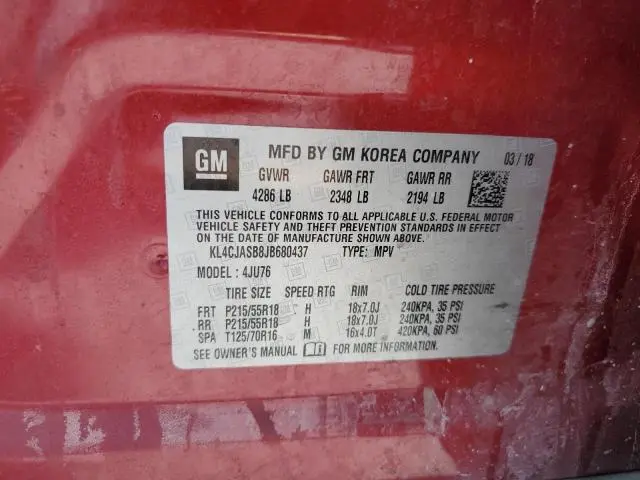 GM
MFD BY GM KOREA COMPANY 03/18
GVWR GAWR FRT GAWR RR
4286 LB 2348 LB 2194 LB
THIS VEHICLE CONFORMS TO ALL APPLICABLE U.S. FEDERAL MOTOR
VEHICLE SAFETY AND THEFT PREVENTION STANDARDS IN EFFECT
ON THE DATE OF MANUFACTURE SHOWN ABOVE.
KL4CJASB8JB680437 TYPE: MPV
MODEL: 4JU76
TIRE SIZE SPEED RTG RIM COLD TIRE PRESSURE
FRT P215/55R18 H 18x7.0J 240KPA, 35 PSI
RR P215/55R18 H 18x7.0J 240KPA, 35 PSI
SPA T125/70R16 M 16x4.0T 420KPA, 60 PSI
SEE OWNER'S MANUAL FOR MORE INFORMATION.